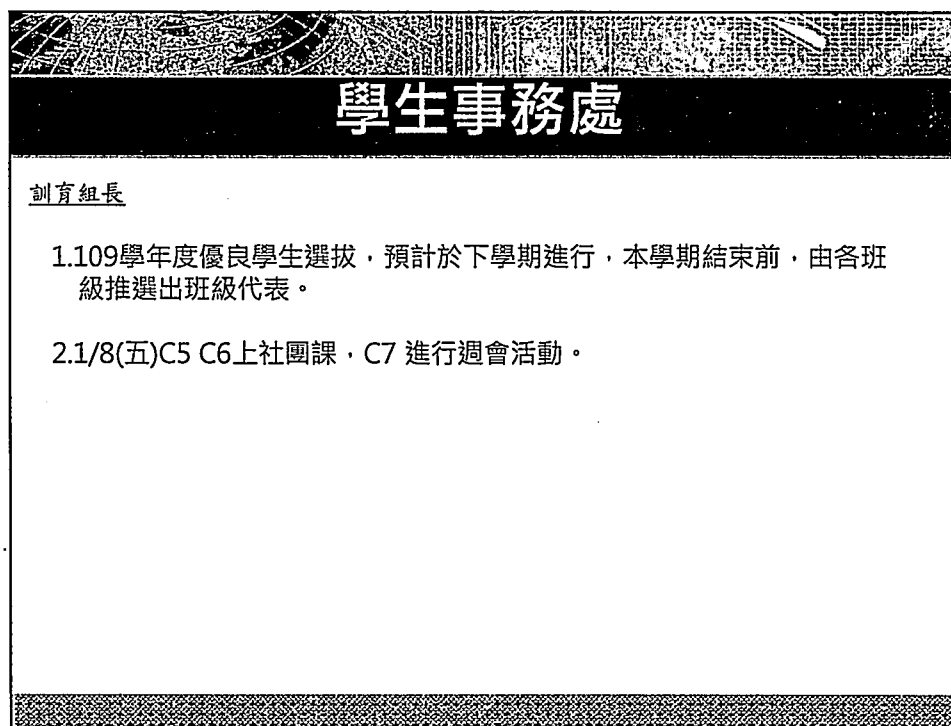 學生事務處
訓育組長
1.109學年度優良學生選拔，預計於下學期進行，本學期結束前，由各班
級推選出班級代表。
2.1/8(五)C5 C6上社團課，C7 進行週會活動。